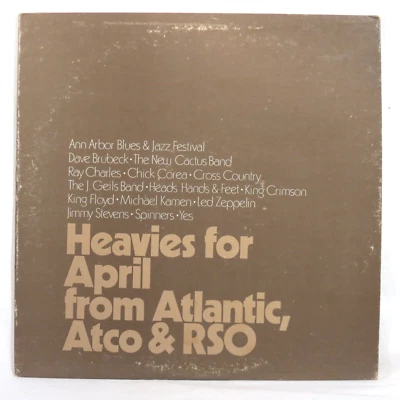 Ann Arbor Blues & Jazz Festival
Dave Brubeck • The New Cactus Band
Ray Charles • Chick Corea • Cross Country
The J. Geils Band • Heads Hands & Feet • King Crimson
King Floyd • Michael Kamen • Led Zeppelin
Jimmy Stevens • Spinners • Yes
Heavies for
April
from Atlantic,
Atco & RSO